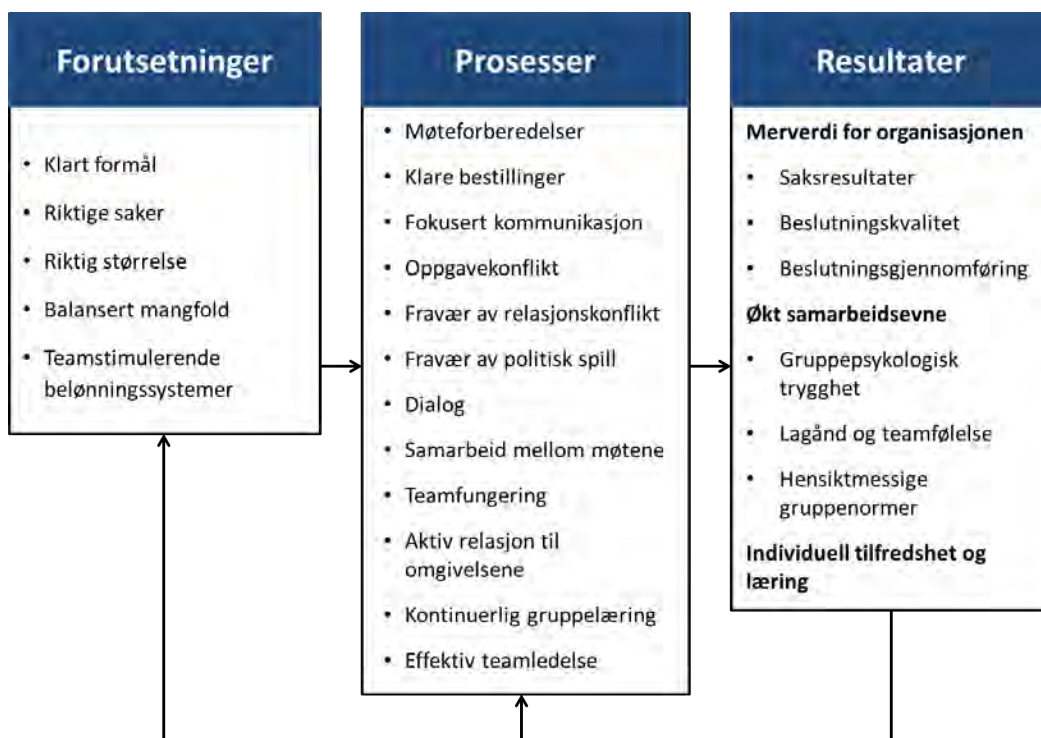 Forutsetninger
• Klart formål
• Riktige saker
• Riktig størrelse
• Balansert mangfold
• Teamstimulerende
belønningssystemer
Prosesser
• Møteforberedelser
• Klare bestillinger
• Fokusert kommunikasjon
• Oppgavekonflikt
• Fravær av relasjonskonflikt
• Fravær av politisk spill
• Dialog
• Samarbeid mellom møtene
• Teamfungering
• Aktiv relasjon til
omgivelsene
• Kontinuerlig gruppelæring
• Effektiv teamledelse
Resultater
Merverdi for organisasjonen
• Saksresultater
• Beslutningskvalitet
• Beslutningsgjennomføring
Økt samarbeidsevne
• Gruppepsykologisk
trygghet
• Lagånd og teamfølelse
• Hensiktmessige
gruppenormer
Individuell tilfredshet og
læring